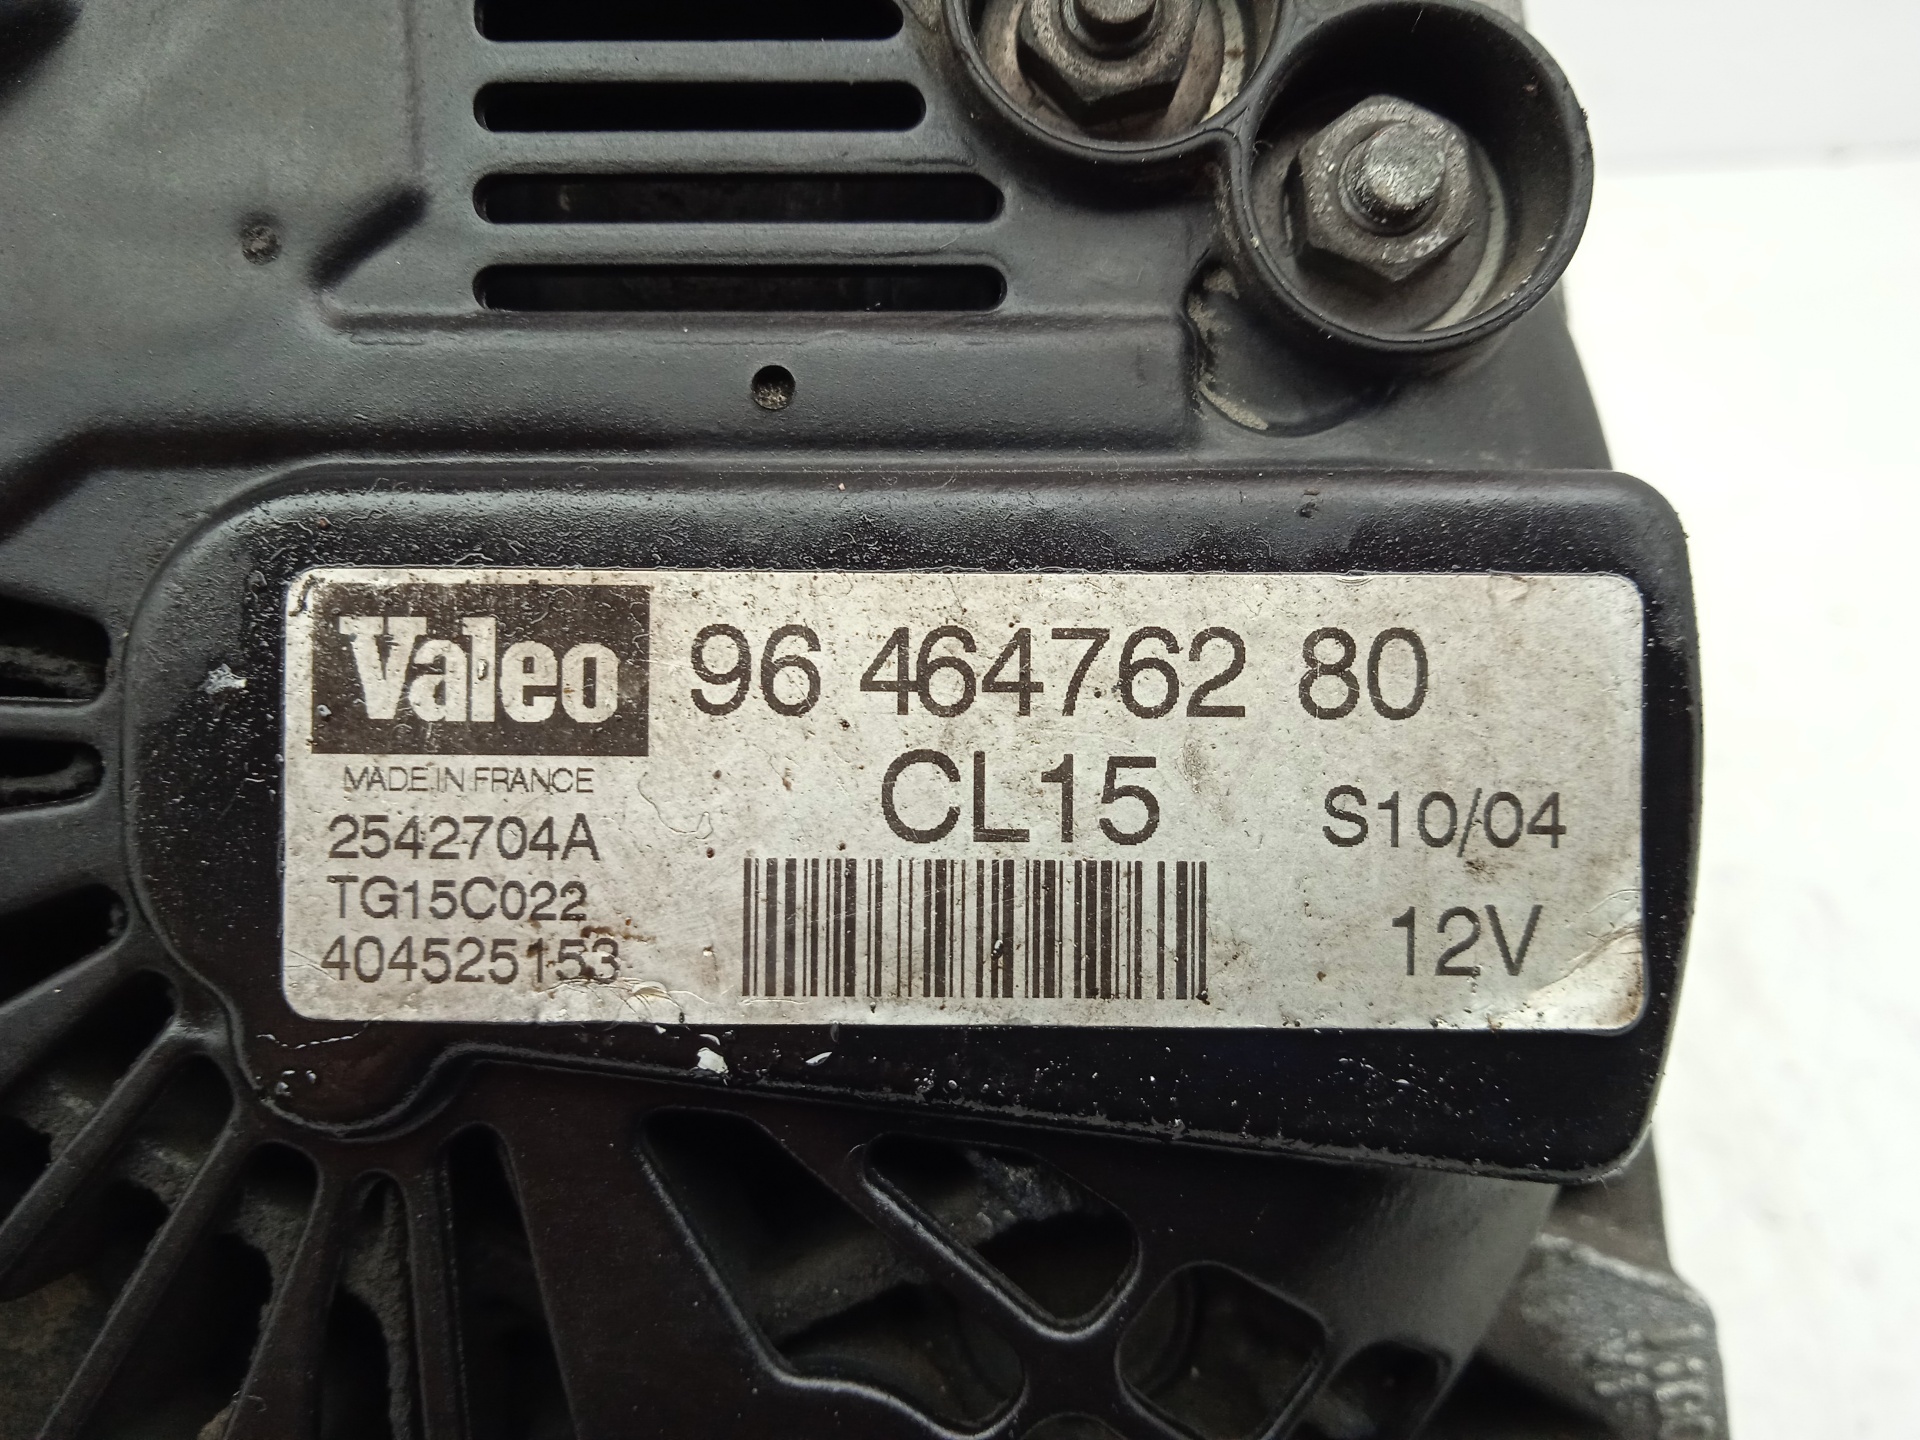 Valeo
96 464762 80
MADE IN FRANCE
CL15
S10/04
2542704A
TG15C022
12V
404525153